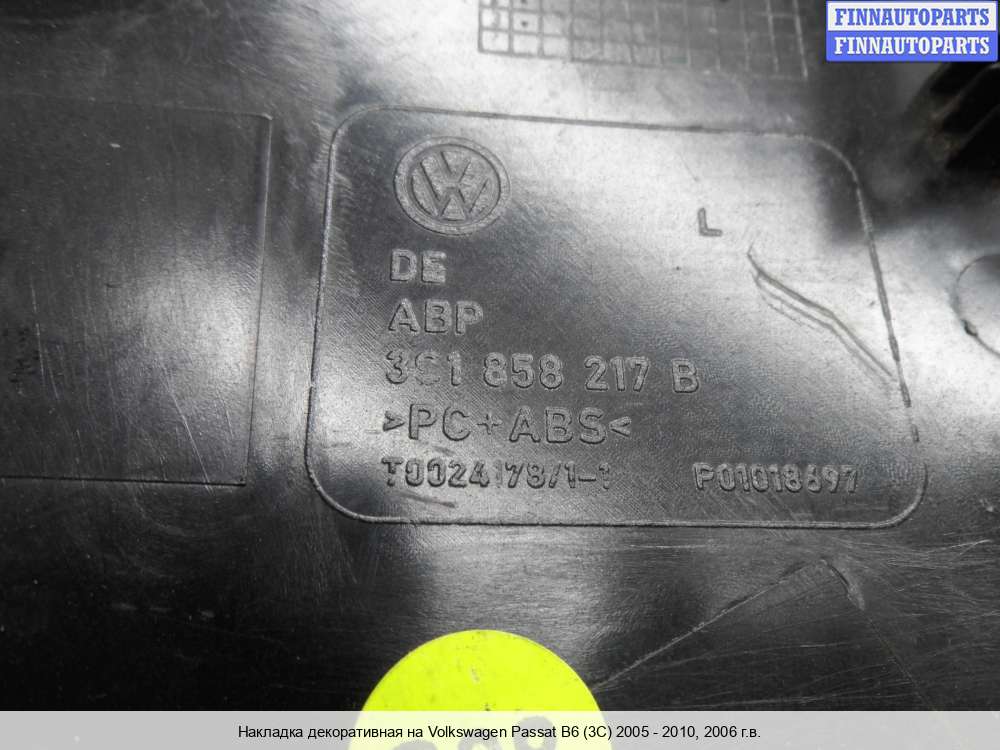 FINNAUTOPARTS
FINNAUTOPARTS
L
DE
ABP
3C1 858 217 B
>PC+ABS<
T0024178/1-1 P01018697
Накладка декоративная на Volkswagen Passat B6 (3C) 2005 - 2010, 2006 г.в.